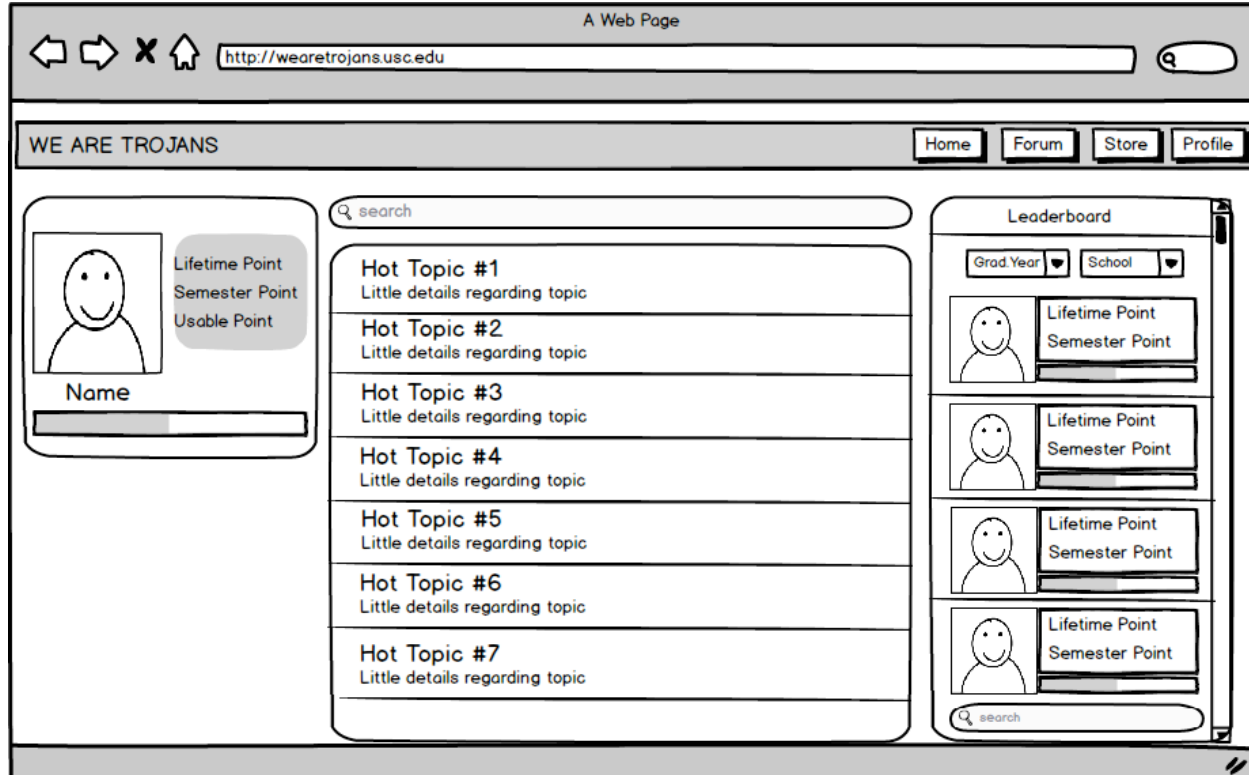 A Web Page
http://wearetrojans.usc.edu
WE ARE TROJANS
Home
Forum
Store
Profile
Lifetime Point
Semester Point
Usable Point
Name
search
Hot Topic #1
Little details regarding topic
Hot Topic #2
Little details regarding topic
Hot Topic #3
Little details regarding topic
Hot Topic #4
Little details regarding topic
Hot Topic #5
Little details regarding topic
Hot Topic #6
Little details regarding topic
Hot Topic #7
Little details regarding topic
Leaderboard
Grad.Year
School
Lifetime Point
Semester Point
Lifetime Point
Semester Point
Lifetime Point
Semester Point
Lifetime Point
Semester Point
search